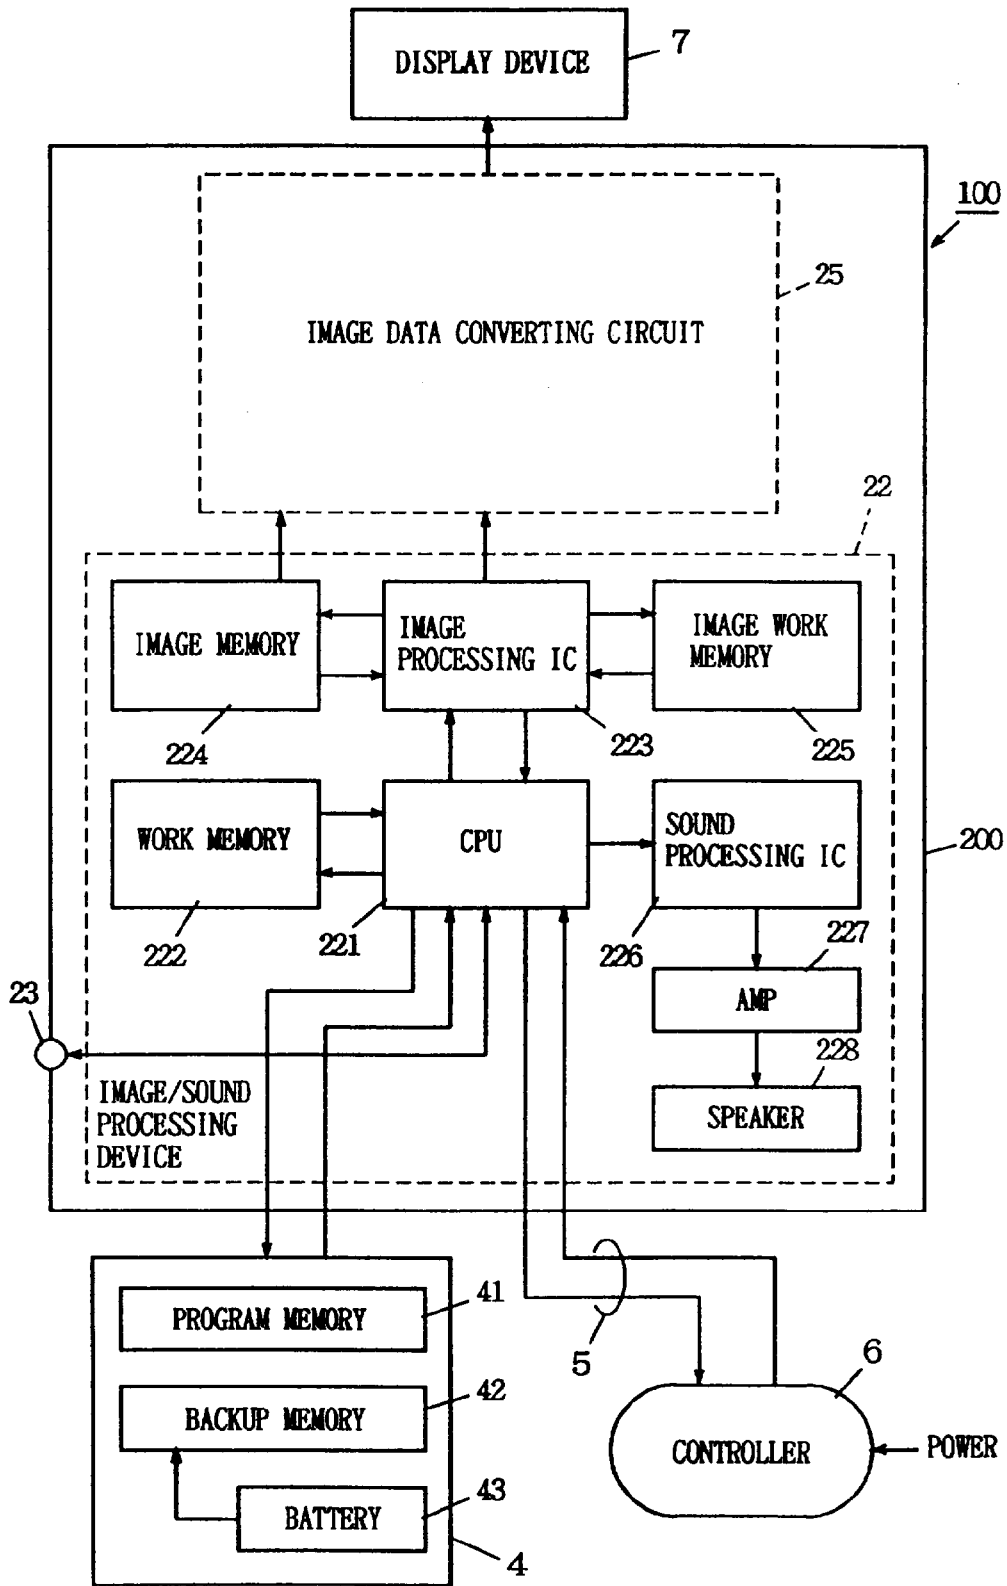 DISPLAY DEVICE
7
100
25
IMAGE DATA CONVERTING CIRCUIT
22
IMAGE MEMORY
IMAGE
PROCESSING IC
IMAGE WORK
MEMORY
224
223
225
WORK MEMORY
CPU
SOUND
PROCESSING IC
200
222
221
226
227
23
AMP
228
IMAGE/SOUND
PROCESSING
DEVICE
SPEAKER
PROGRAM MEMORY
41
5
6
BACKUP MEMORY
42
CONTROLLER
POWER
BATTERY
43
4